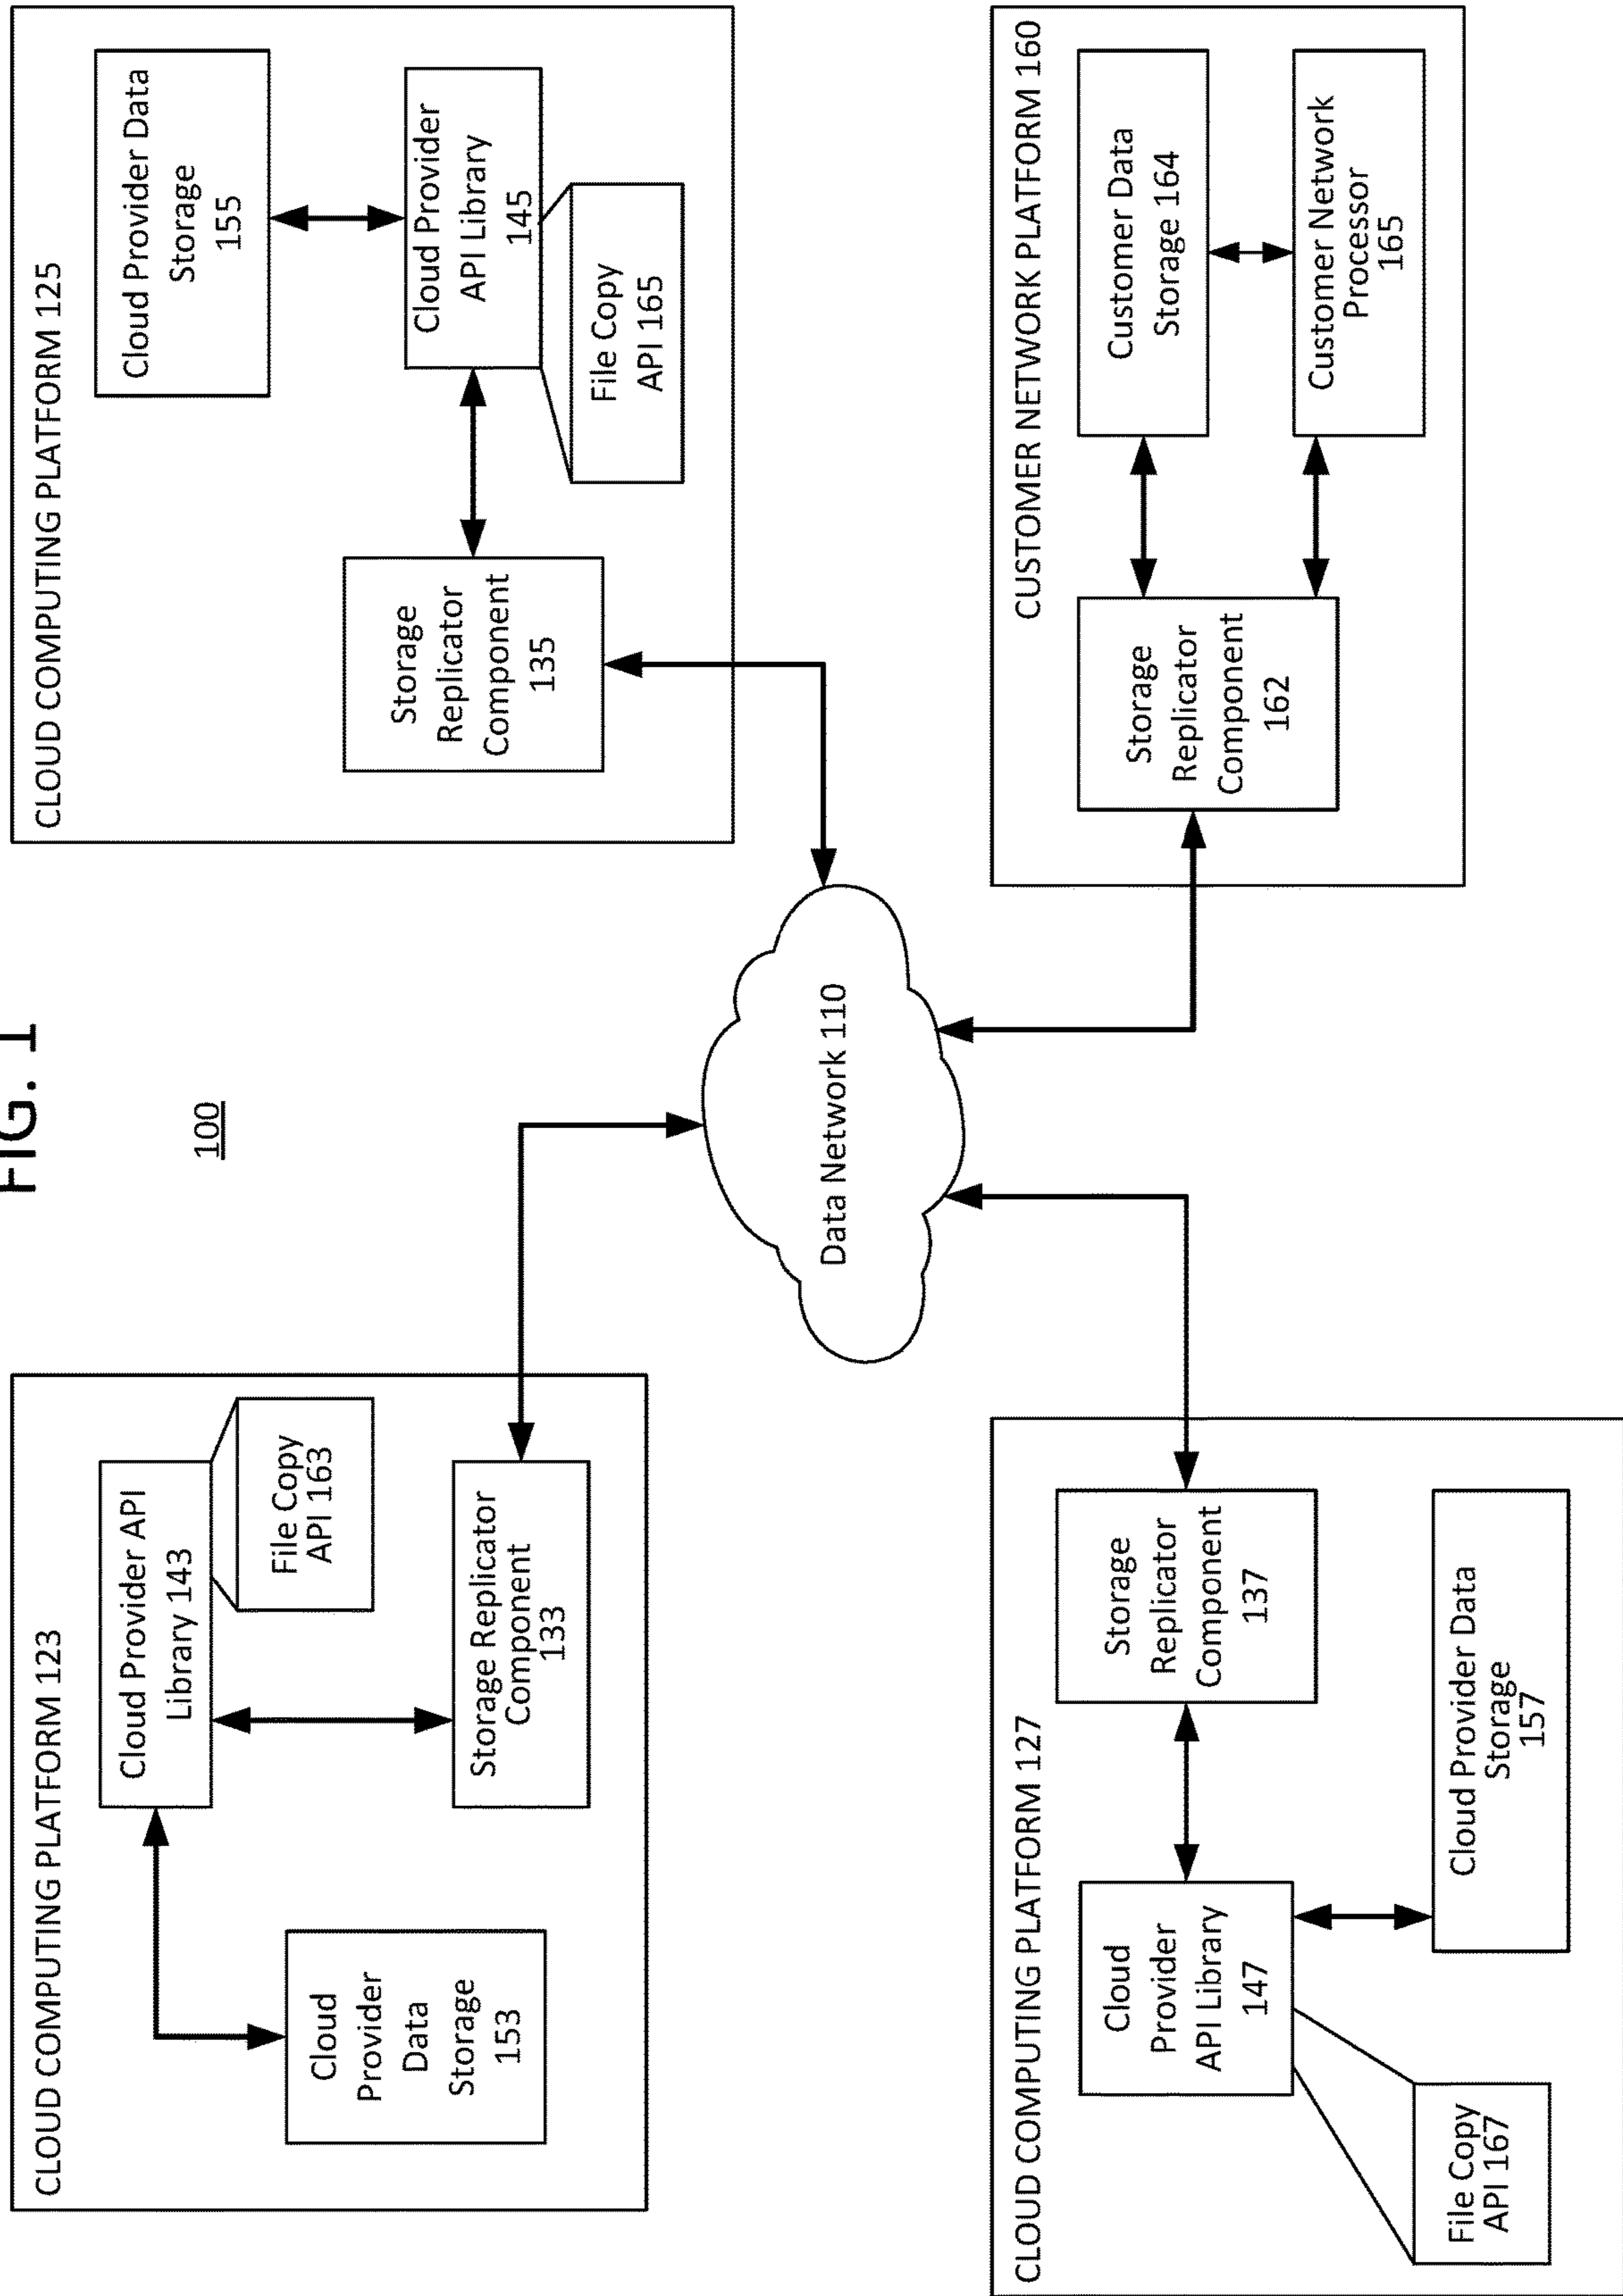 FIG. 1
100
CLOUD COMPUTING PLATFORM 123
Cloud Provider API
Library 143
File Copy
API 163
Cloud
Provider
Data
Storage
153
Storage Replicator
Component
133
CLOUD COMPUTING PLATFORM 125
Cloud Provider Data
Storage
155
Cloud Provider
API Library
145
File Copy
API 165
Storage
Replicator
Component
135
Data Network 110
CLOUD COMPUTING PLATFORM 127
Cloud
Provider
API Library
147
Storage
Replicator
Component
137
File Copy
API 167
Cloud Provider Data
Storage
157
CUSTOMER NETWORK PLATFORM 160
Storage
Replicator
Component
162
Customer Data
Storage 164
Customer Network
Processor
165